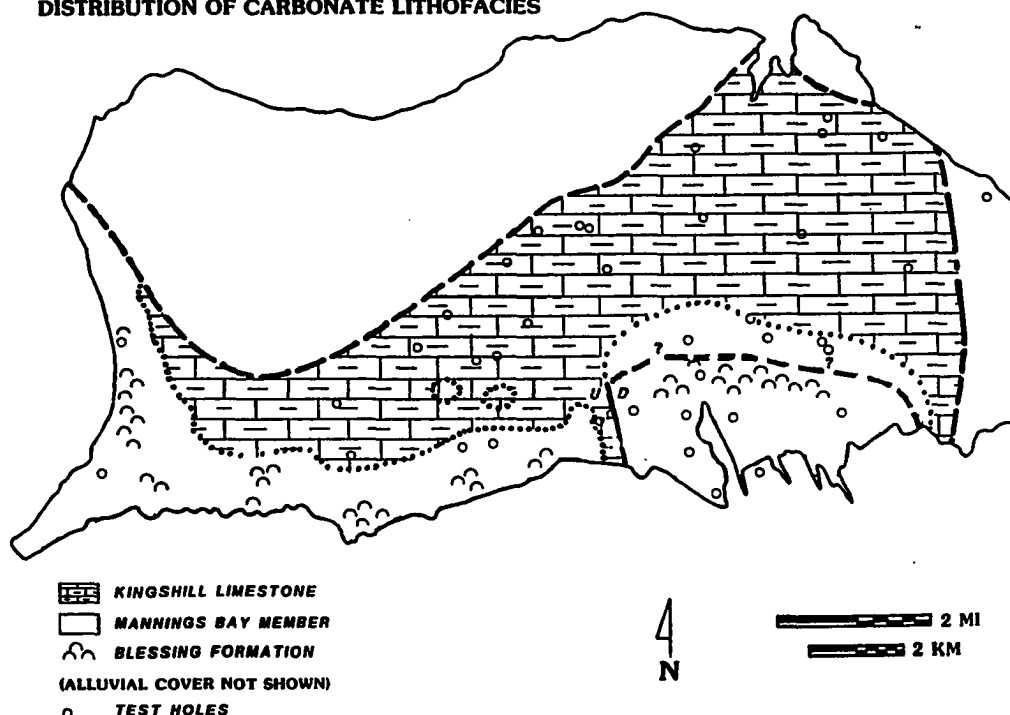 DISTRIBUTION OF CARBONATE LITHOFACIES
?
?
U D
KINGSHILL LIMESTONE
MANNINGS BAY MEMBER
BLESSING FORMATION
(ALLUVIAL COVER NOT SHOWN)
TEST HOLES
N
2 MI
2 KM